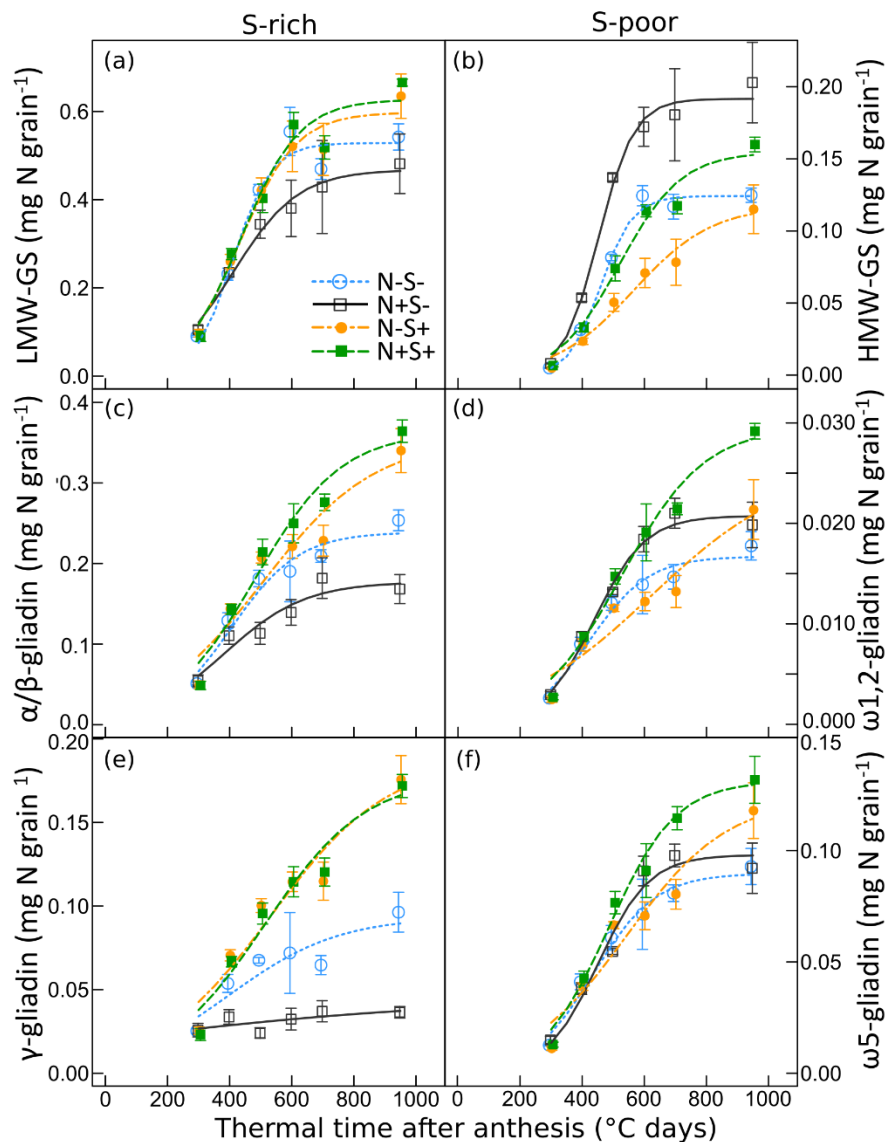 S-rich
S-poor
(a)
(b)
LMW-GS (mg N grain⁻¹)
0.6
0.4
0.2
0.0
HMW-GS (mg N grain⁻¹)
0.20
0.15
0.10
0.05
0.00
N−S−
N+S−
N−S+
N+S+
(c)
(d)
α/β-gliadin (mg N grain⁻¹)
0.4
'0.3
0.2
0.1
0.0
ω1,2-gliadin (mg N grain⁻¹)
0.030
0.020
0.010
0.000
(e)
(f)
γ-gliadin (mg N grain ¹)
0.20
0.15
0.10
0.05
0.00
ω5-gliadin (mg N grain⁻¹)
0.15
0.10
0.05
0.00
0 200 400 600 800 1000
0 200 400 600 800 1000
Thermal time after anthesis (°C days)